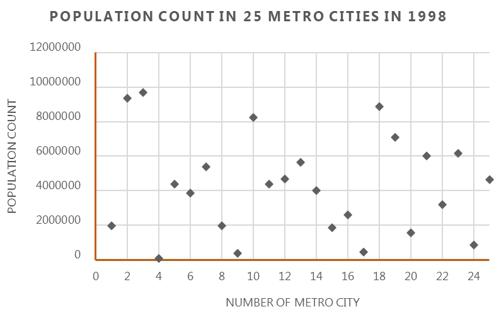 POPULATION COUNT IN 25 METRO CITIES IN 1998
12000000
10000000
8000000
6000000
4000000
2000000
0
POPULATION COUNT
0 2 4 6 8 10 12 14 16 18 20 22 24
NUMBER OF METRO CITY